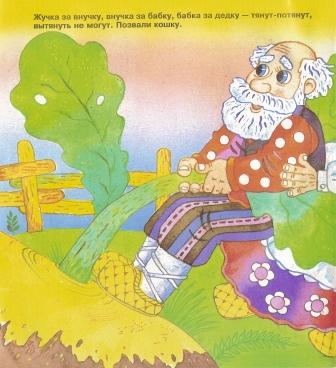 Жучка за внучку, внучка за бабку, бабка за дедку — тянут-потянут,
вытянуть не могут. Позвали кошку.